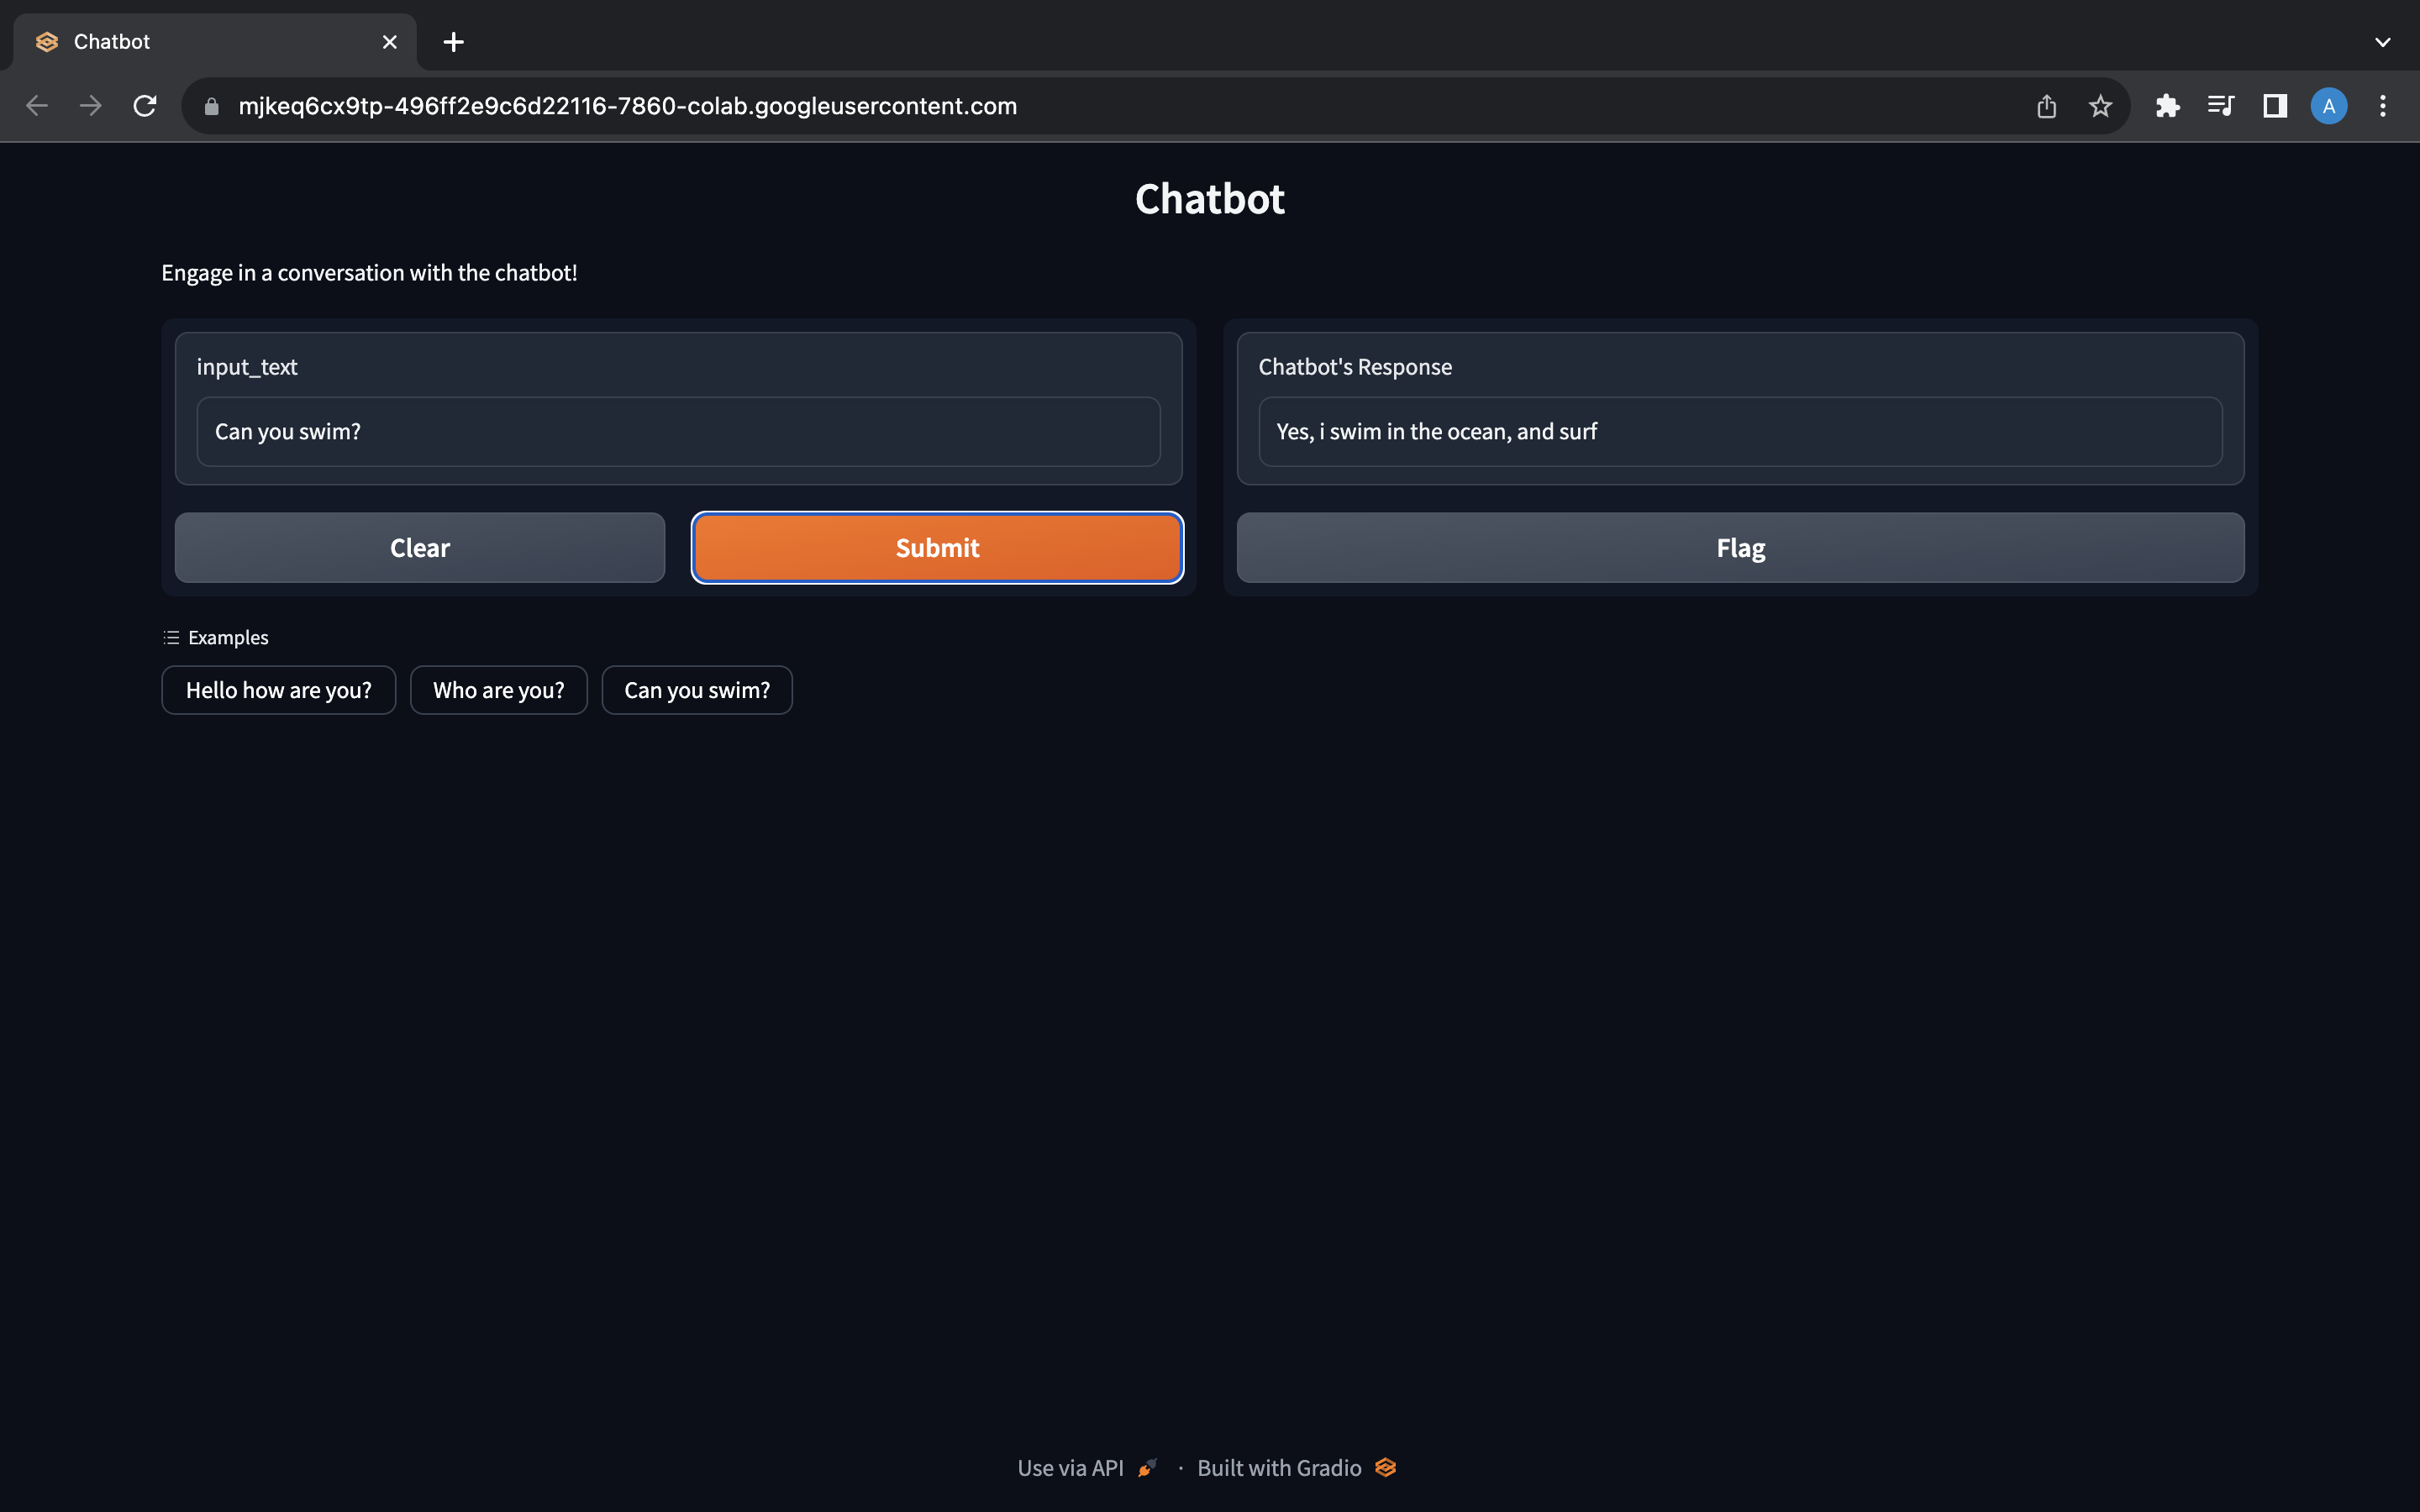 Chatbot
mjkeq6cx9tp-496ff2e9c6d22116-7860-colab.googleusercontent.com
A
Chatbot
Engage in a conversation with the chatbot!
input_text
Can you swim?
Clear
Submit
Chatbot's Response
Yes, i swim in the ocean, and surf
Flag
Examples
Hello how are you?
Who are you?
Can you swim?
Use via API · Built with Gradio